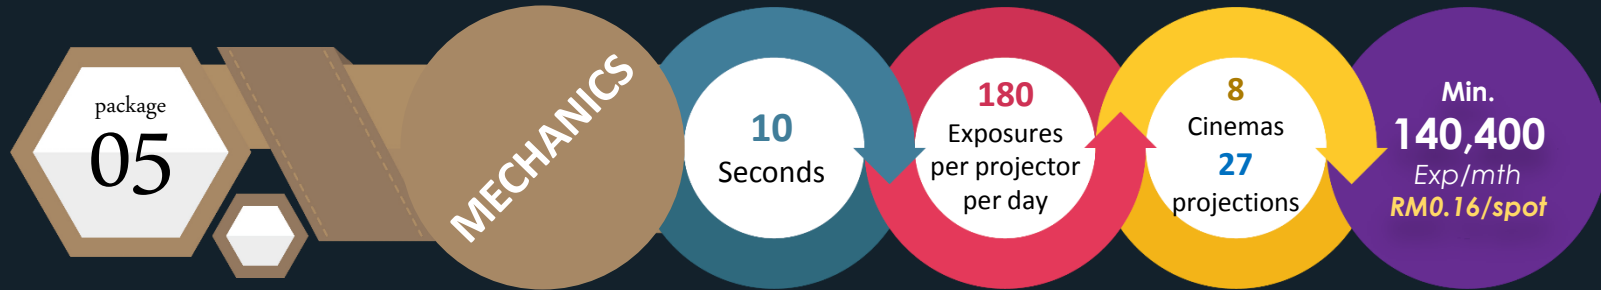 package
05
MECHANICS
10
Seconds
180
Exposures
per projector
per day
8
Cinemas
27
projections
Min.
140,400
Exp/mth
RM0.16/spot